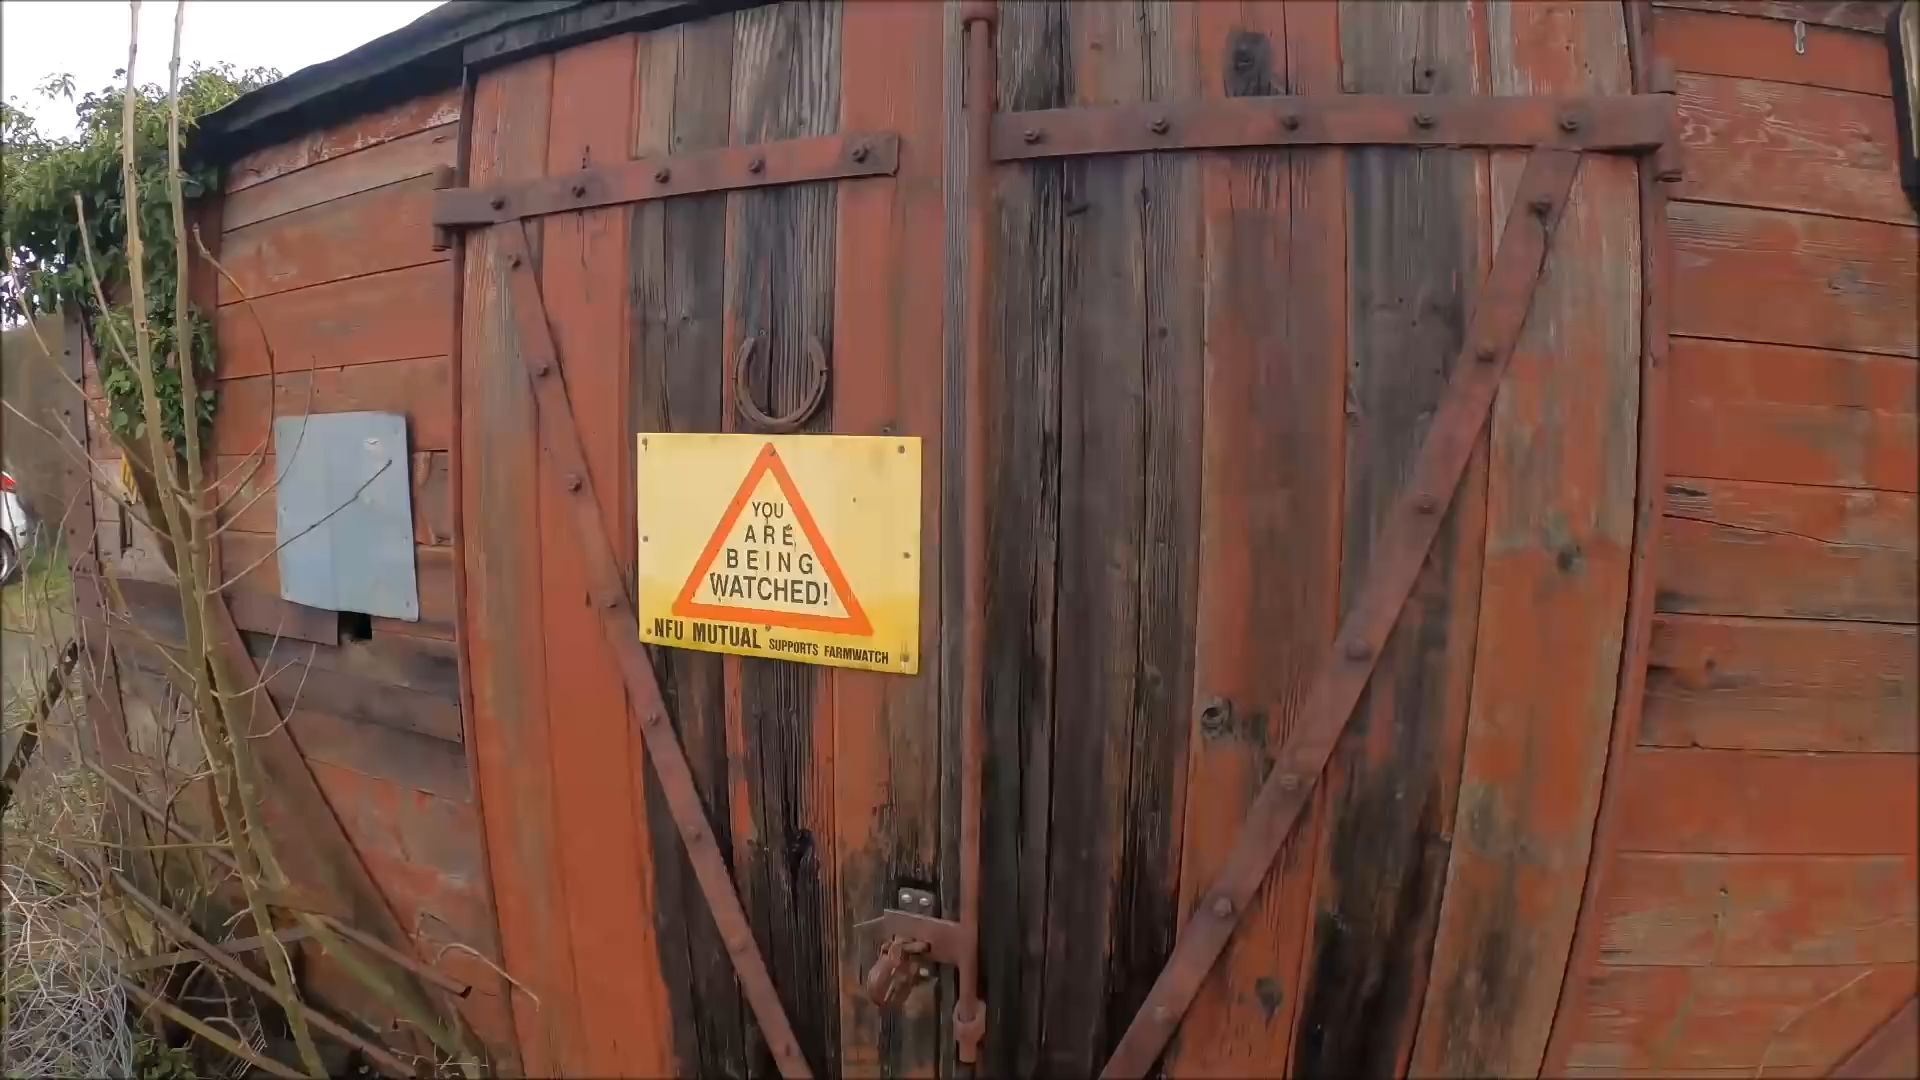 YOU
ARE
BEING
WATCHED!
NFU MUTUAL SUPPORTS FARMWATCH